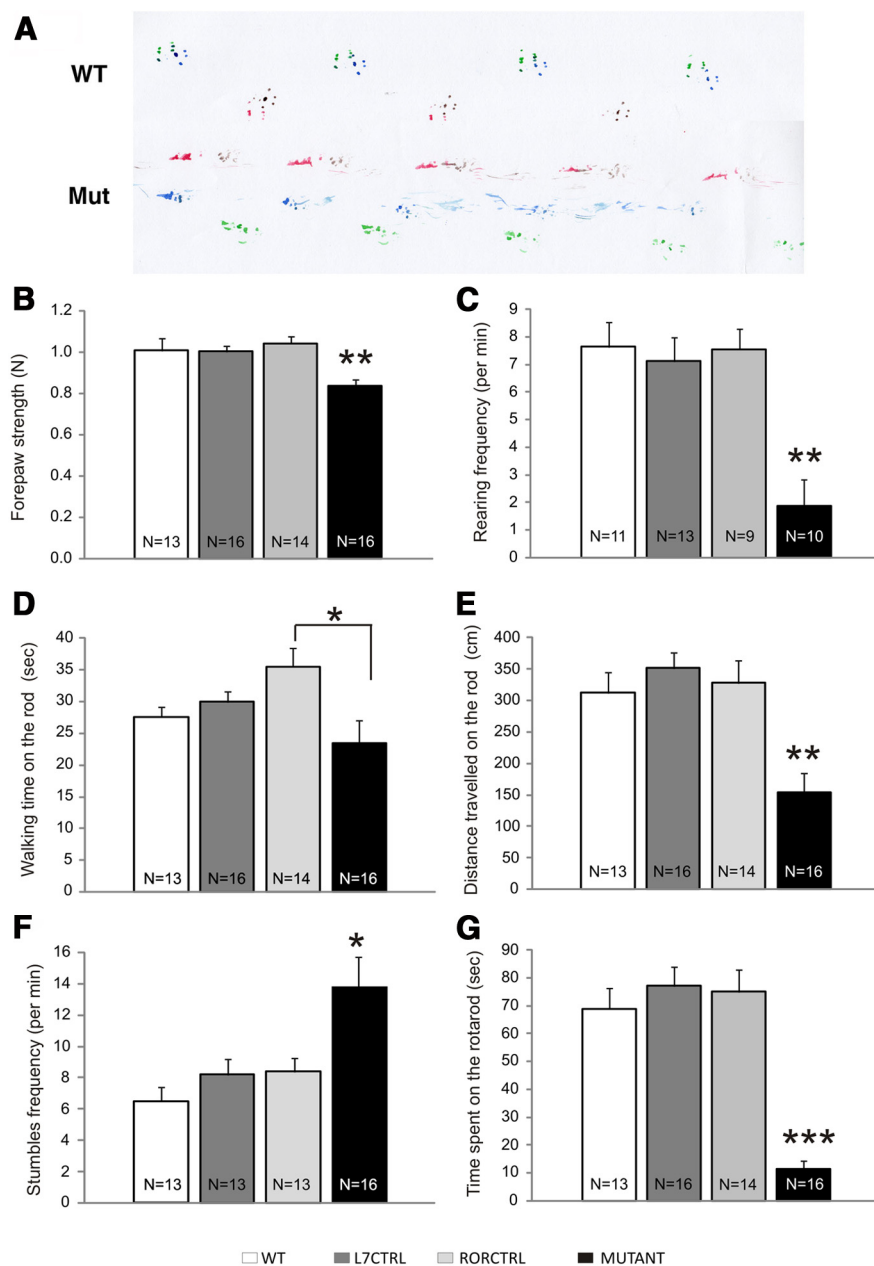 A
WT
Mut
B
Forepaw strength (N)
1.2
1.0
0.8
0.6
0.4
0.2
0.0
**
N=13 N=16 N=14 N=16
C
Rearing frequency (per min)
9
8
7
6
5
4
3
2
1
0
**
N=11 N=13 N=9 N=10
D
Walking time on the rod (sec)
40
35
30
25
20
15
10
5
0
*
N=13 N=16 N=14 N=16
E
Distance travelled on the rod (cm)
400
350
300
250
200
150
100
50
0
**
N=13 N=16 N=14 N=16
F
Stumbles frequency (per min)
16
14
12
10
8
6
4
2
0
*
N=13 N=13 N=13 N=16
G
Time spent on the rotarod (sec)
90
80
70
60
50
40
30
20
10
0
***
N=13 N=16 N=14 N=16
WT L7CTRL RORCTRL MUTANT